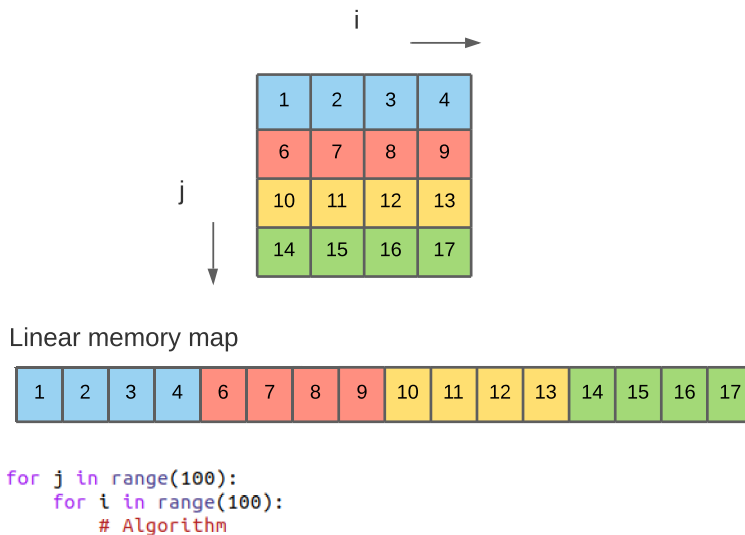 i
1 2 3 4
6 7 8 9
j
10 11 12 13
14 15 16 17
Linear memory map
1 2 3 4 6 7 8 9 10 11 12 13 14 15 16 17
for j in range(100):
    for i in range(100):
        # Algorithm